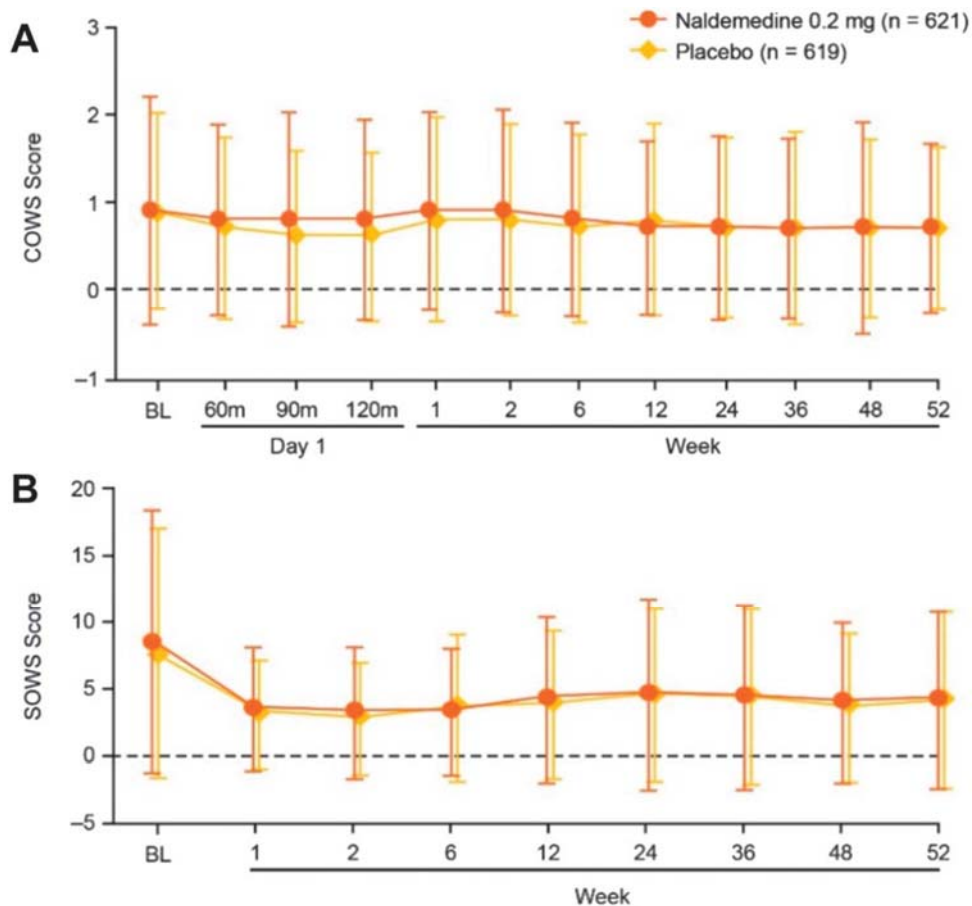 A
Naldemedine 0.2 mg (n = 621)
Placebo (n = 619)
COWS Score
3
2
1
0
–1
BL 60m 90m 120m 1 2 6 12 24 36 48 52
Day 1 Week
B
SOWS Score
20
15
10
5
0
–5
BL 1 2 6 12 24 36 48 52
Week